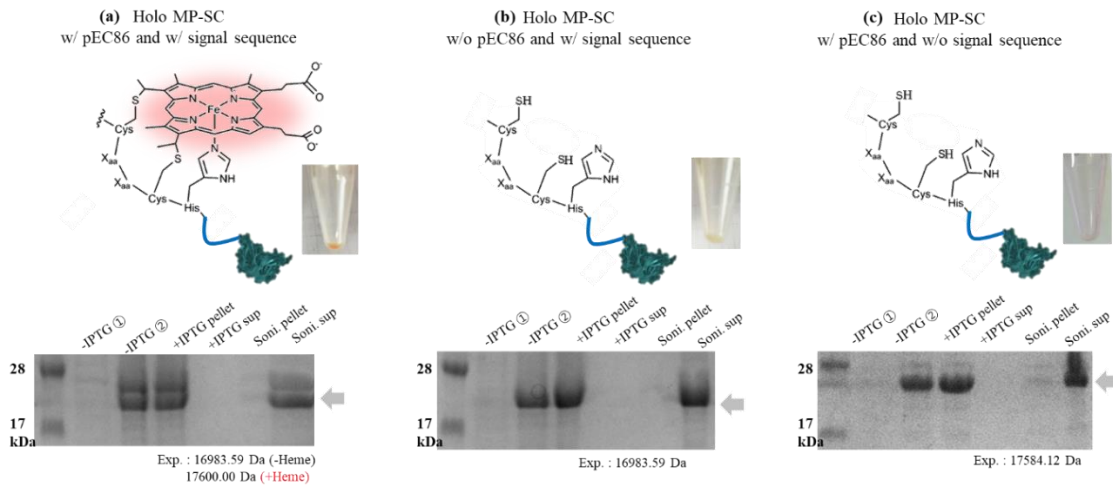 (a) Holo MP-SC
w/ pEC86 and w/ signal sequence
O-
O
S
N
N
N
N
Fe
O
O-
Cys
S
N
Xaa
Xaa
NH
Cys
His
-IPTG ①
-IPTG ②
+IPTG pellet
+IPTG sup
Soni. pellet
Soni. sup
28
17
kDa
Exp. : 16983.59 Da (-Heme)
17600.00 Da (+Heme)
(b) Holo MP-SC
w/o pEC86 and w/ signal sequence
SH
Cys
SH
N
Xaa
Xaa
NH
Cys
His
-IPTG ①
-IPTG ②
+IPTG pellet
+IPTG sup
Soni. pellet
Soni. sup
28
17
kDa
Exp. : 16983.59 Da
(c) Holo MP-SC
w/ pEC86 and w/o signal sequence
SH
Cys
SH
N
Xaa
Xaa
NH
Cys
His
-IPTG ①
-IPTG ②
+IPTG pellet
+IPTG sup
Soni. pellet
Soni. sup
28
17
kDa
Exp. : 17584.12 Da